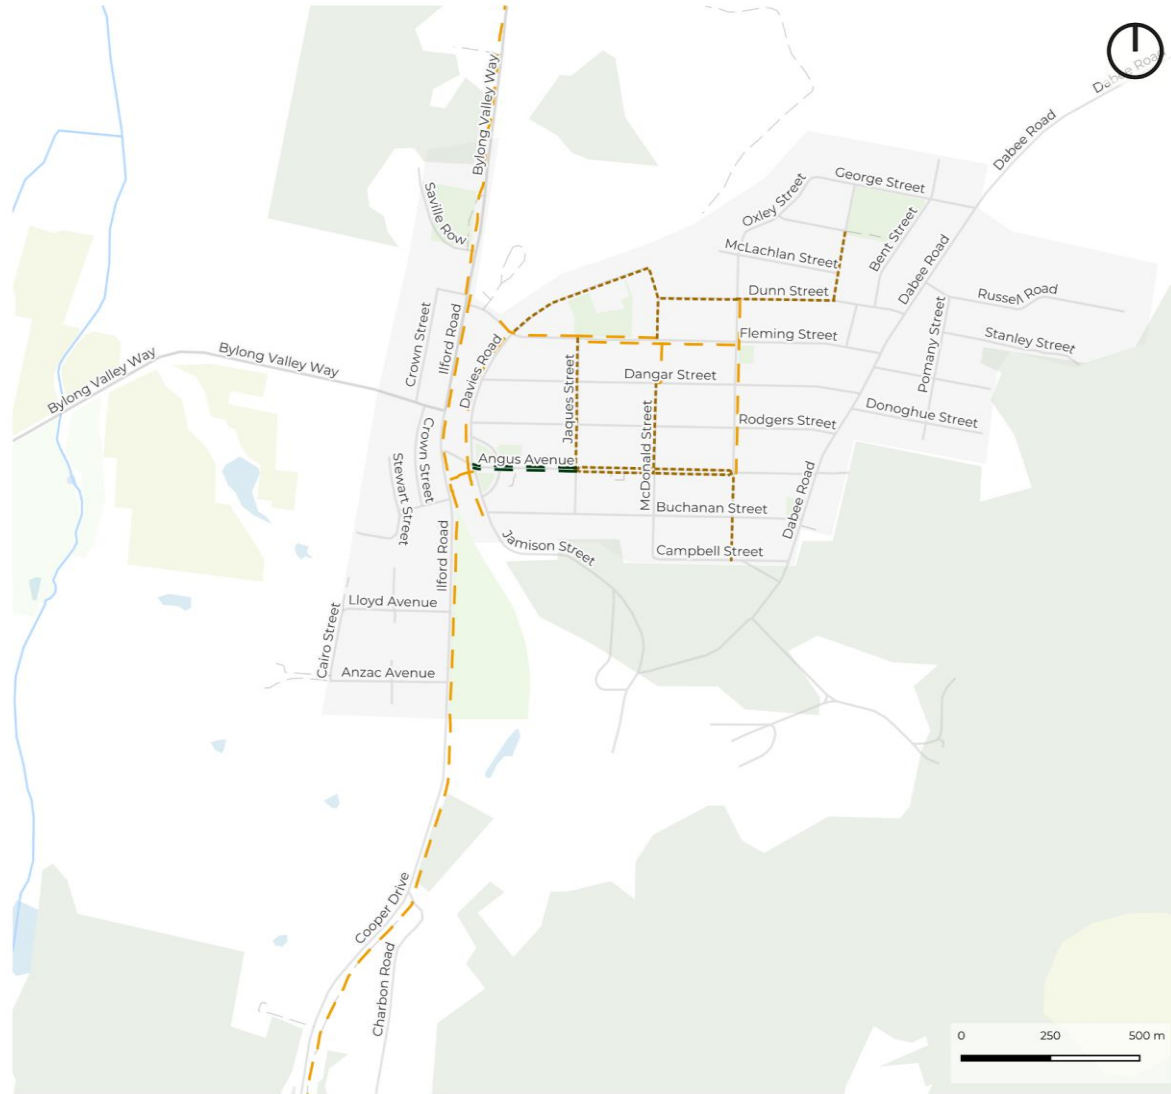 Dabee Road
Bylong Valley Way
Dabee Road
George Street
Oxley Street
Saville Row
Bent Street
McLachlan Street
Dabee Road
Dunn Street
Russell Road
Crown Street
Ilford Road
Fleming Street
Stanley Street
Pomany Street
Bylong Valley Way
Bylong Valley Way
Davies Road
Dangar Street
Jaques Street
Rodgers Street
Donoghue Street
McDonald Street
Crown Street
Stewart Street
Angus Avenue
Dabee Road
Buchanan Street
Ilford Road
Jamison Street
Campbell Street
Lloyd Avenue
Cairo Street
Anzac Avenue
Cooper Drive
Charbon Road
0 250 500 m